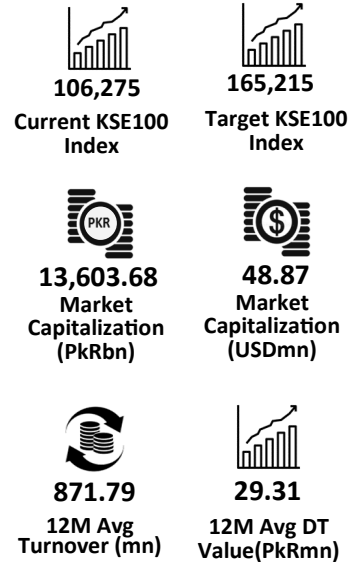 106,275
Current KSE100
Index
165,215
Target KSE100
Index
PKR
13,603.68
Market
Capitalization
(PkRbn)
$
48.87
Market
Capitalization
(USDmn)
871.79
12M Avg
Turnover (mn)
29.31
12M Avg DT
Value(PkRmn)